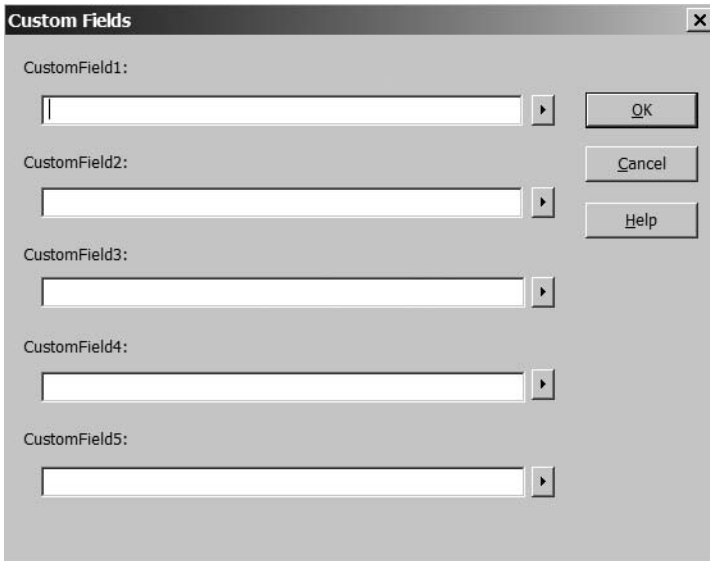 Custom Fields
CustomField1:
OK
CustomField2:
Cancel
Help
CustomField3:
CustomField4:
CustomField5: